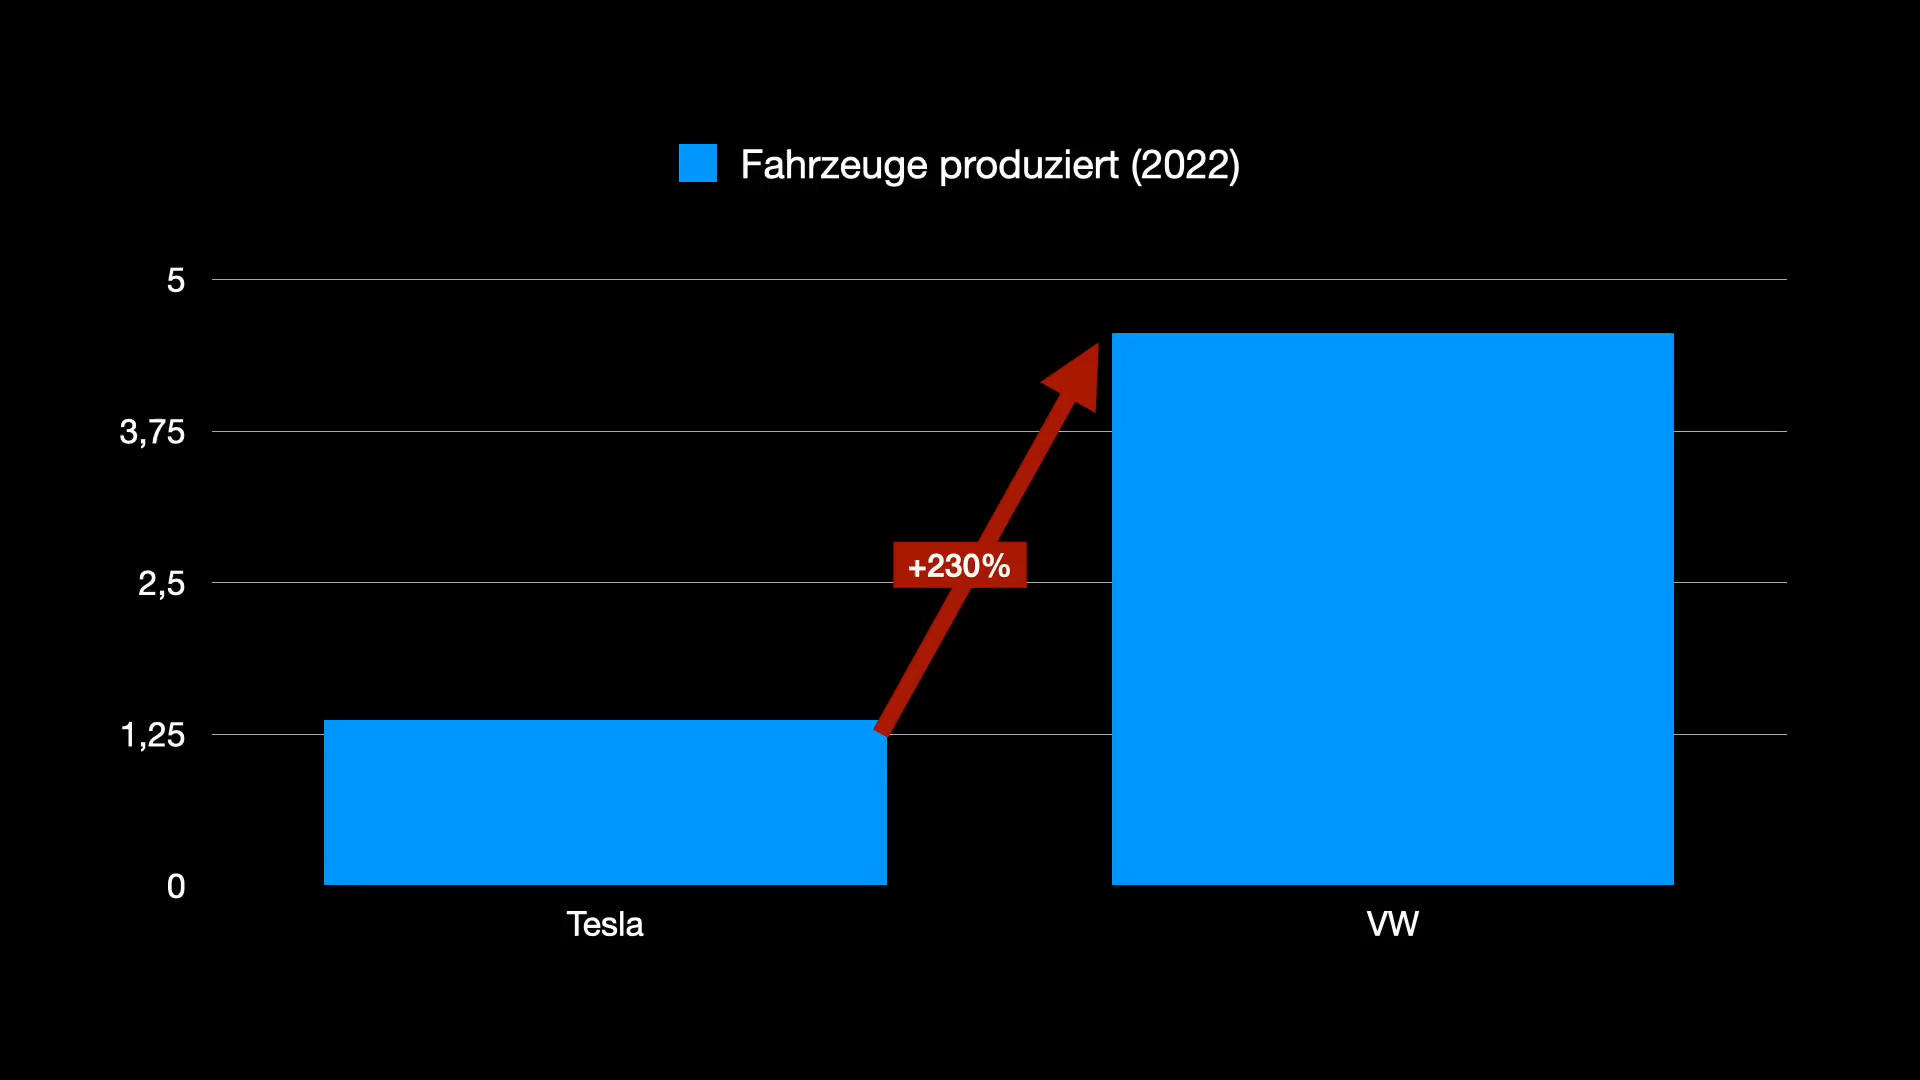 Fahrzeuge produziert (2022)
5
3,75
2,5
1,25
0
+230%
Tesla
VW